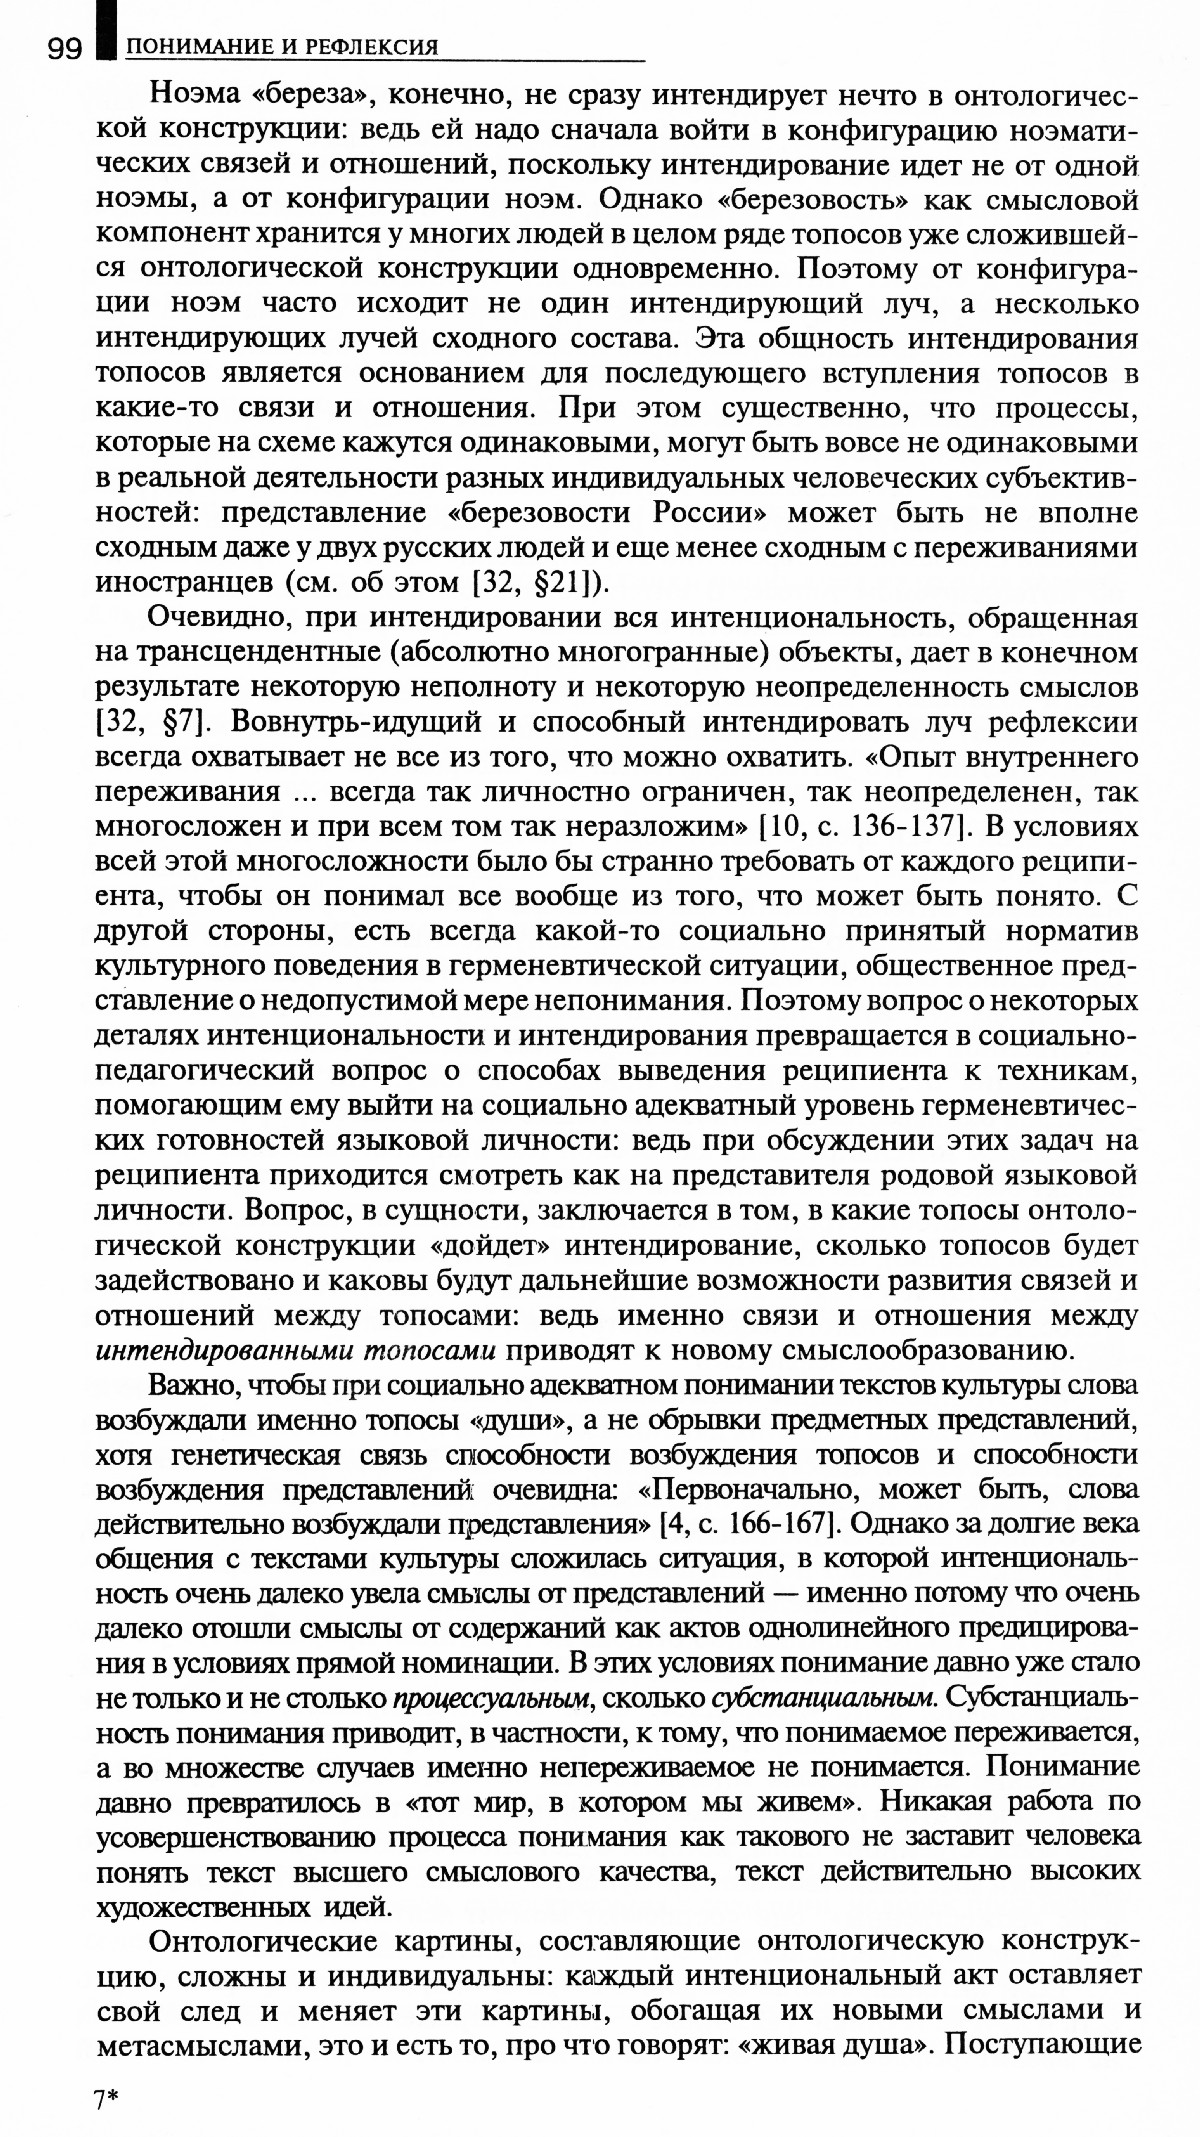 99 ПОНИМАНИЕ И РЕФЛЕКСИЯ
Ноэма «береза», конечно, не сразу интендирует нечто в онтологичес-
кой конструкции: ведь ей надо сначала войти в конфигурацию ноэмати-
ческих связей и отношений, поскольку интендирование идет не от одной
ноэмы, а от конфигурации ноэм. Однако «березовость» как смысловой
компонент хранится у многих людей в целом ряде топосов уже сложившей-
ся онтологической конструкции одновременно. Поэтому от конфигура-
ции ноэм часто исходит не один интендирующий луч, а несколько
интендирующих лучей сходного состава. Эта общность интендирования
топосов является основанием для последующего вступления топосов в
какие-то связи и отношения. При этом существенно, что процессы,
которые на схеме кажутся одинаковыми, могут быть вовсе не одинаковыми
в реальной деятельности разных индивидуальных человеческих субъектив-
ностей: представление «березовости России» может быть не вполне
сходным даже у двух русских людей и еще менее сходным с переживаниями
иностранцев (см. об этом [32, §21]).
Очевидно, при интендировании вся интенциональность, обращенная
на трансцендентные (абсолютно многогранные) объекты, дает в конечном
результате некоторую неполноту и некоторую неопределенность смыслов
[32, §7]. Вовнутрь-идущий и способный интендировать луч рефлексии
всегда охватывает не все из того, что можно охватить. «Опыт внутреннего
переживания ... всегда так личностно ограничен, так неопределенен, так
многосложен и при всем том так неразложим» [10, с. 136-137]. В условиях
всей этой многосложности было бы странно требовать от каждого реципи-
ента, чтобы он понимал все вообще из того, что может быть понято. С
другой стороны, есть всегда какой-то социально принятый норматив
культурного поведения в герменевтической ситуации, общественное пред-
ставление о недопустимой мере непонимания. Поэтому вопрос о некоторых
деталях интенциональности и интендирования превращается в социально-
педагогический вопрос о способах выведения реципиента к техникам,
помогающим ему выйти на социально адекватный уровень герменевтичес-
ких готовностей языковой личности: ведь при обсуждении этих задач на
реципиента приходится смотреть как на представителя родовой языковой
личности. Вопрос, в сущности, заключается в том, в какие топосы онтоло-
гической конструкции «дойдет» интендирование, сколько топосов будет
задействовано и каковы будут дальнейшие возможности развития связей и
отношений между топосами: ведь именно связи и отношения между
интендированными топосами приводят к новому смыслообразованию.
Важно, чтобы при социально адекватном понимании текстов культуры слова
возбуждали именно топосы «души», а не обрывки предметных представлений,
хотя генетическая связь способности возбуждения топосов и способности
возбуждения представлений очевидна: «Первоначально, может быть, слова
действительно возбуждали представления» [4, с. 166-167]. Однако за долгие века
общения с текстами культуры сложилась ситуация, в которой интенциональ-
ность очень далеко увела смыслы от представлений — именно потому что очень
далеко отошли смыслы от содержаний как актов однолинейного предицирова-
ния в условиях прямой номинации. В этих условиях понимание давно уже стало
не только и не столько процессуальным, сколько субстанциальным. Субстанциаль-
ность понимания приводит, в частности, к тому, что понимаемое переживается,
а во множестве случаев именно непереживаемое не понимается. Понимание
давно превратилось в «тот мир, в котором мы живем». Никакая работа по
усовершенствованию процесса понимания как такового не заставит человека
понять текст высшего смыслового качества, текст действительно высоких
художественных идей.
Онтологические картины, составляющие онтологическую конструк-
цию, сложны и индивидуальны: каждый интенциональный акт оставляет
свой след и меняет эти картины, обогащая их новыми смыслами и
метасмыслами, это и есть то, про что говорят: «живая душа». Поступающие
7*